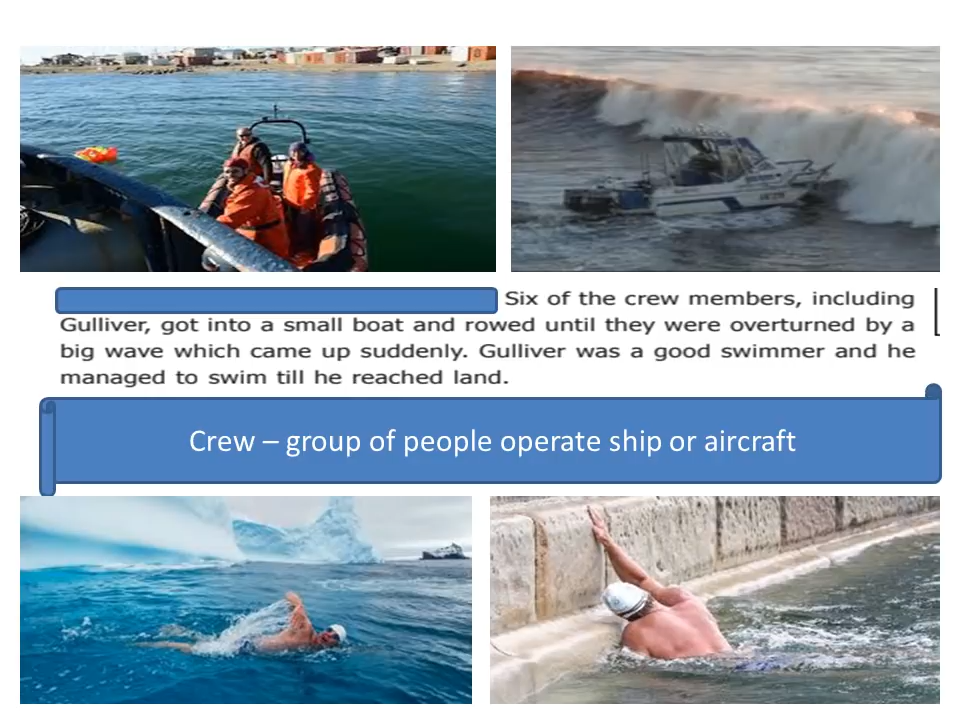 Six of the crew members, including
Gulliver, got into a small boat and rowed until they were overturned by a
big wave which came up suddenly. Gulliver was a good swimmer and he
managed to swim till he reached land.
Crew – group of people operate ship or aircraft